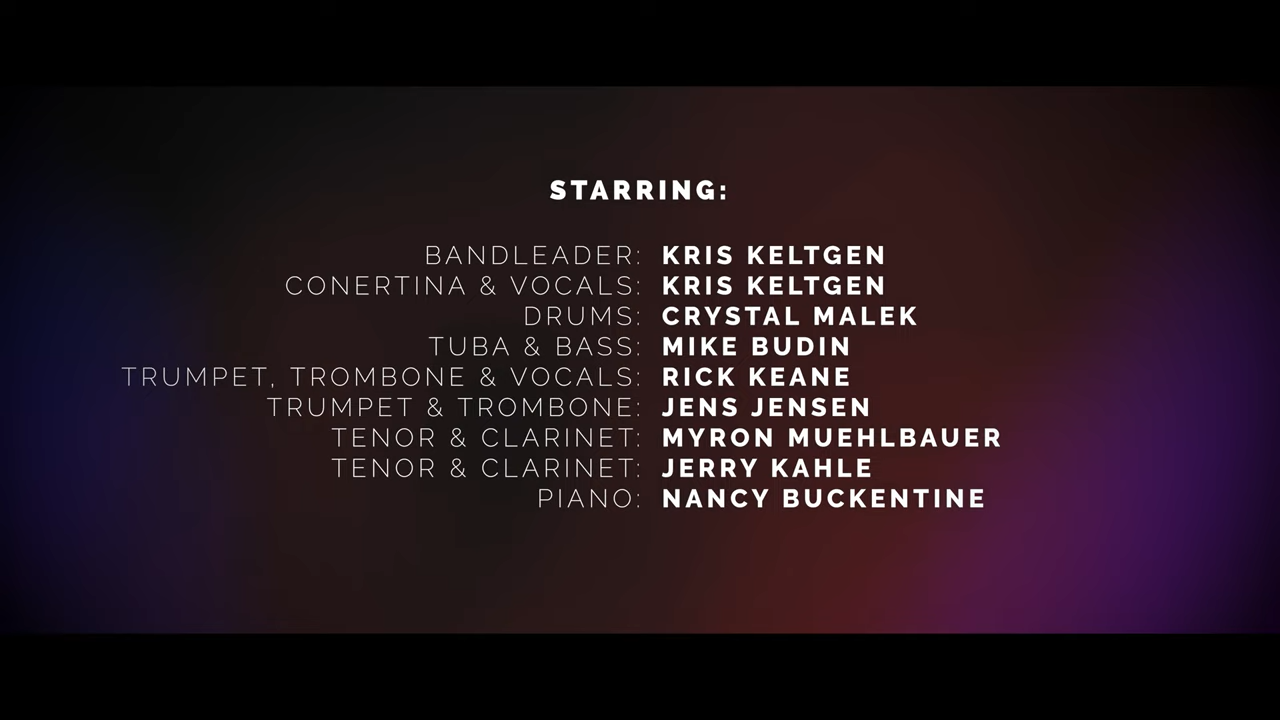 STARRING:
BANDLEADER: KRIS KELTGEN
CONERTINA & VOCALS: KRIS KELTGEN
DRUMS: CRYSTAL MALEK
TUBA & BASS: MIKE BUDIN
TRUMPET, TROMBONE & VOCALS: RICK KEANE
TRUMPET & TROMBONE: JENS JENSEN
TENOR & CLARINET: MYRON MUEHLBAUER
TENOR & CLARINET: JERRY KAHLE
PIANO: NANCY BUCKENTINE